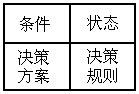 条件 状态
决策 决策
方案 规则